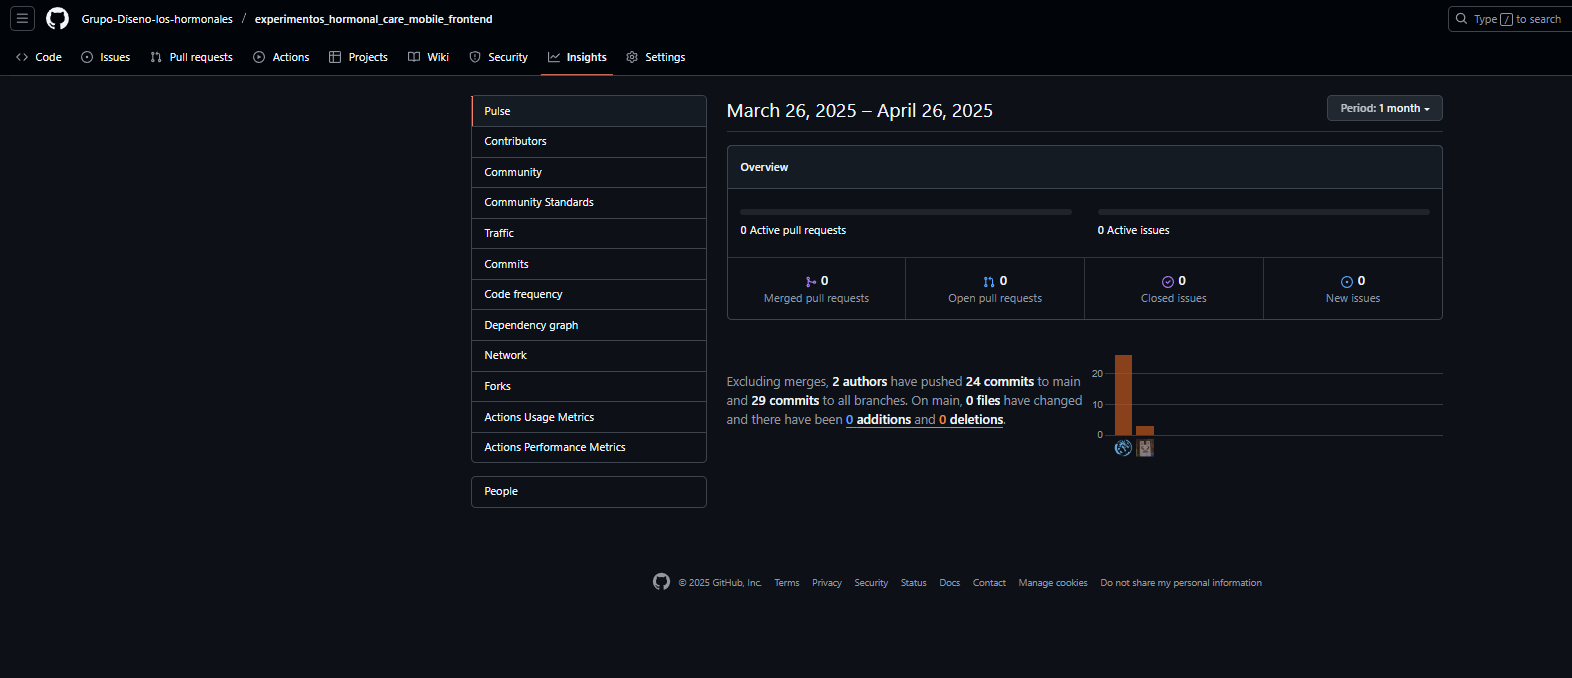 Grupo-Diseno-los-hormonales / experimentos_hormonal_care_mobile_frontend
Type / to search
Code Issues Pull requests Actions Projects Wiki Security Insights Settings
Pulse
Contributors
Community
Community Standards
Traffic
Commits
Code frequency
Dependency graph
Network
Forks
Actions Usage Metrics
Actions Performance Metrics
People
March 26, 2025 – April 26, 2025
Period: 1 month
Overview
0 Active pull requests
0 Active issues
0
Merged pull requests
0
Open pull requests
0
Closed issues
0
New issues
Excluding merges, 2 authors have pushed 24 commits to main
and 29 commits to all branches. On main, 0 files have changed
and there have been 0 additions and 0 deletions.
20
10
0
© 2025 GitHub, Inc. Terms Privacy Security Status Docs Contact Manage cookies Do not share my personal information